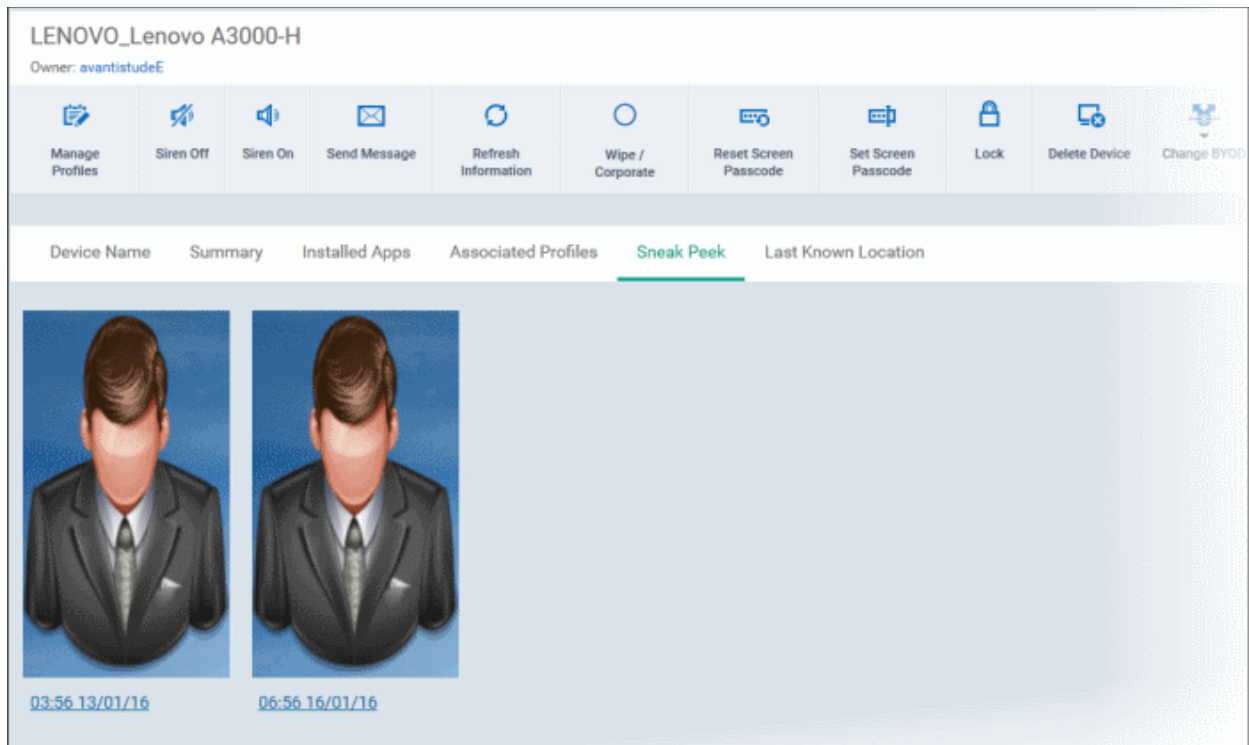 LENOVO_Lenovo A3000-H
Owner: avantistudeE
Manage Profiles
Siren Off
Siren On
Send Message
Refresh Information
Wipe / Corporate
Reset Screen Passcode
Set Screen Passcode
Lock
Delete Device
Change BYOD
Device Name Summary Installed Apps Associated Profiles Sneak Peek Last Known Location
03:56 13/01/16 06:56 16/01/16